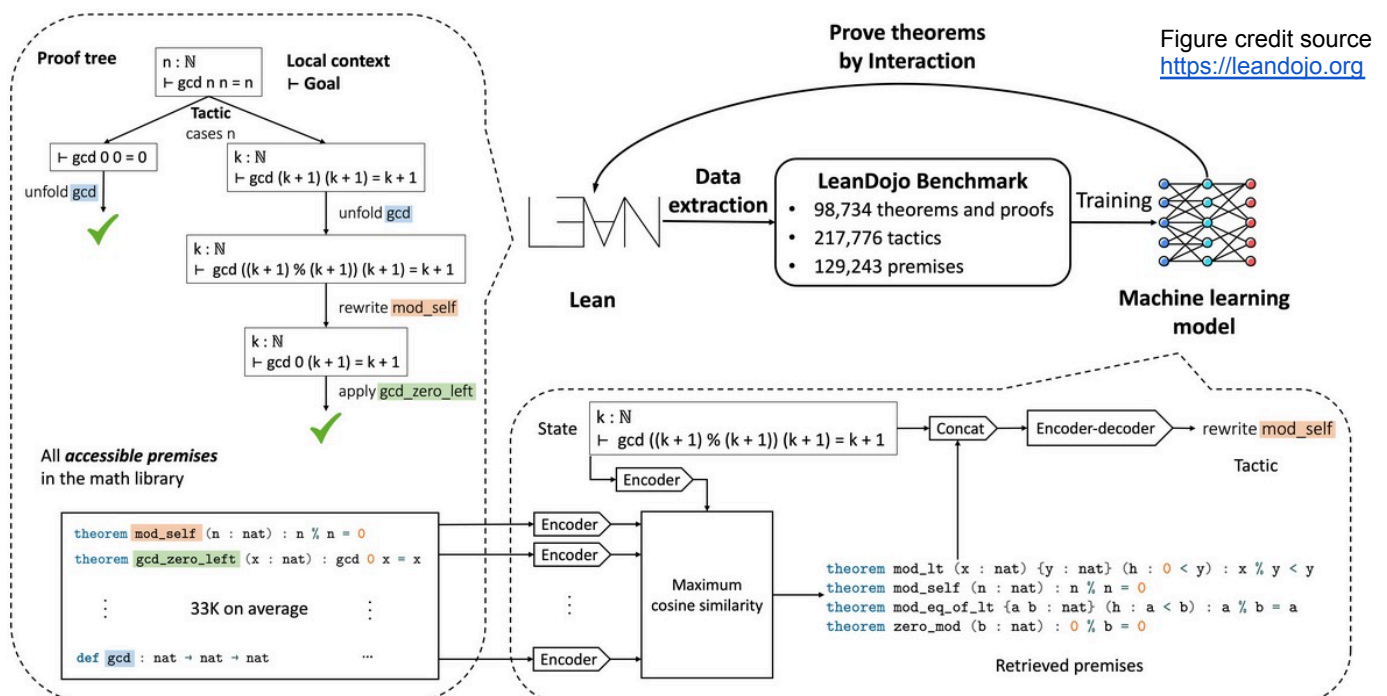 Proof tree
n : ℕ
⊢ gcd n n = n
Local context
⊢ Goal
Tactic
cases n
⊢ gcd 0 0 = 0
k : ℕ
⊢ gcd (k + 1) (k + 1) = k + 1
unfold gcd
unfold gcd
k : ℕ
⊢ gcd ((k + 1) % (k + 1)) (k + 1) = k + 1
rewrite mod_self
k : ℕ
⊢ gcd 0 (k + 1) = k + 1
apply gcd_zero_left
All accessible premises
in the math library
theorem mod_self (n : nat) : n % n = 0
theorem gcd_zero_left (x : nat) : gcd 0 x = x
⋮ 33K on average ⋮
def gcd : nat → nat → nat ...
Prove theorems
by Interaction
Figure credit source
https://leandojo.org
LEAN
Lean
Data
extraction
LeanDojo Benchmark
• 98,734 theorems and proofs
• 217,776 tactics
• 129,243 premises
Training
Machine learning
model
State
k : ℕ
⊢ gcd ((k + 1) % (k + 1)) (k + 1) = k + 1
Concat
Encoder-decoder
rewrite mod_self
Tactic
Encoder
Encoder
Encoder
⋮
Encoder
Maximum
cosine similarity
theorem mod_lt (x : nat) {y : nat} (h : 0 < y) : x % y < y
theorem mod_self (n : nat) : n % n = 0
theorem mod_eq_of_lt {a b : nat} (h : a < b) : a % b = a
theorem zero_mod (b : nat) : 0 % b = 0
Retrieved premises